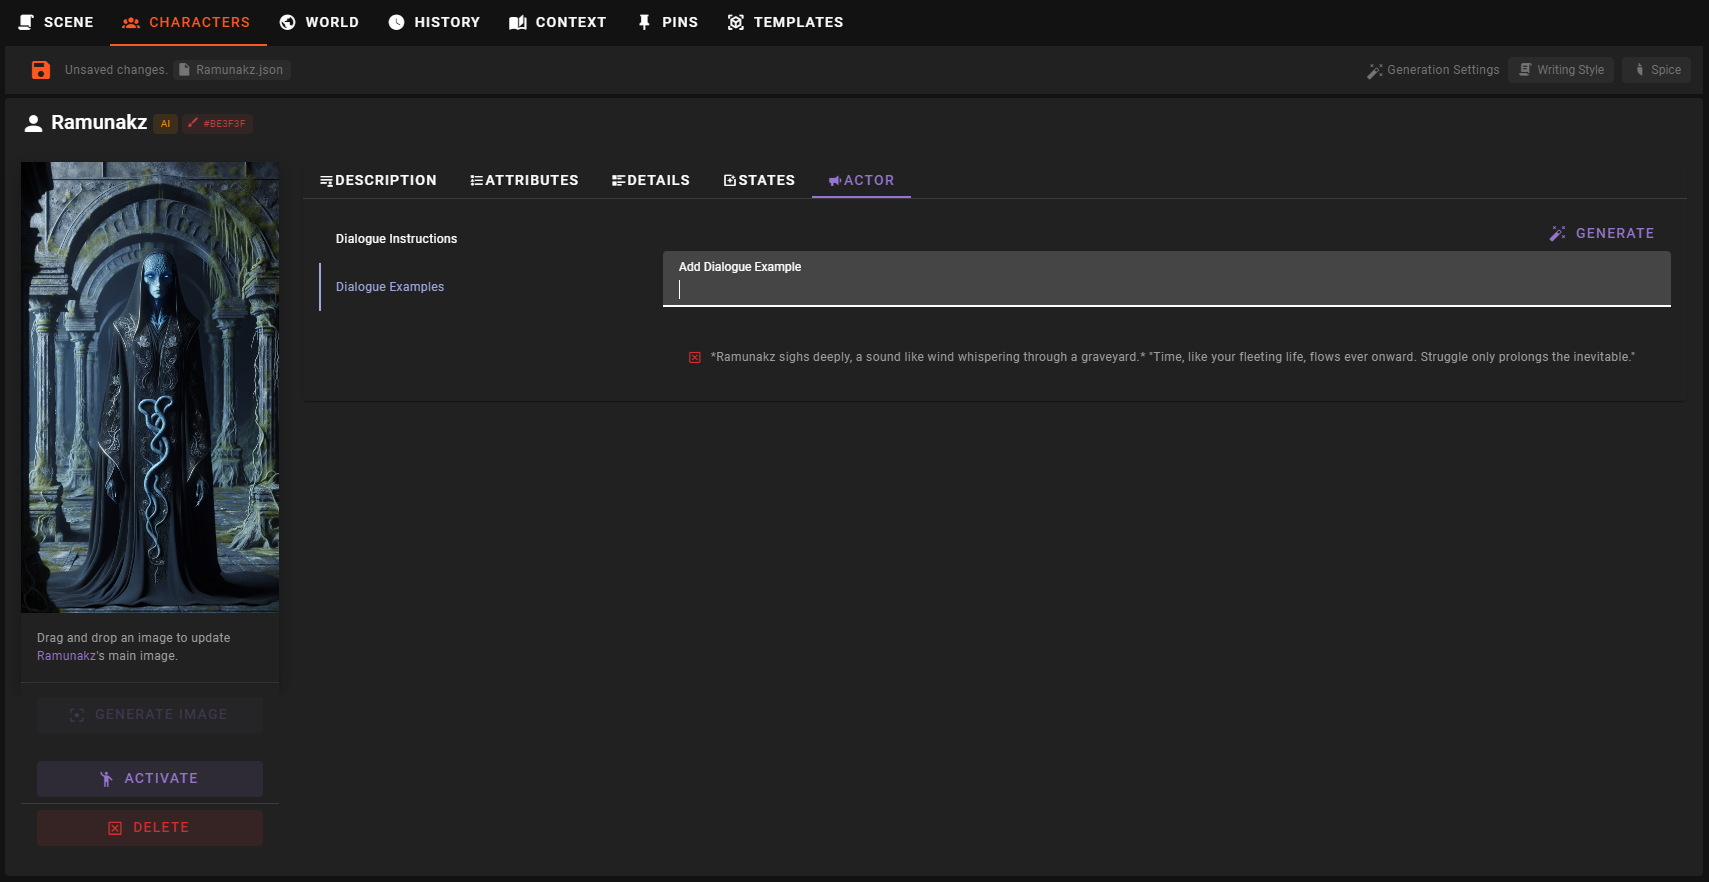 SCENE CHARACTERS WORLD HISTORY CONTEXT PINS TEMPLATES
Unsaved changes. Ramunakz.json Generation Settings Writing Style Spice
Ramunakz AI #BE3F3F
DESCRIPTION ATTRIBUTES DETAILS STATES ACTOR
Dialogue Instructions
Dialogue Examples
GENERATE
Add Dialogue Example
*Ramunakz sighs deeply, a sound like wind whispering through a graveyard.* "Time, like your fleeting life, flows ever onward. Struggle only prolongs the inevitable."
Drag and drop an image to update
Ramunakz's main image.
GENERATE IMAGE
ACTIVATE
DELETE